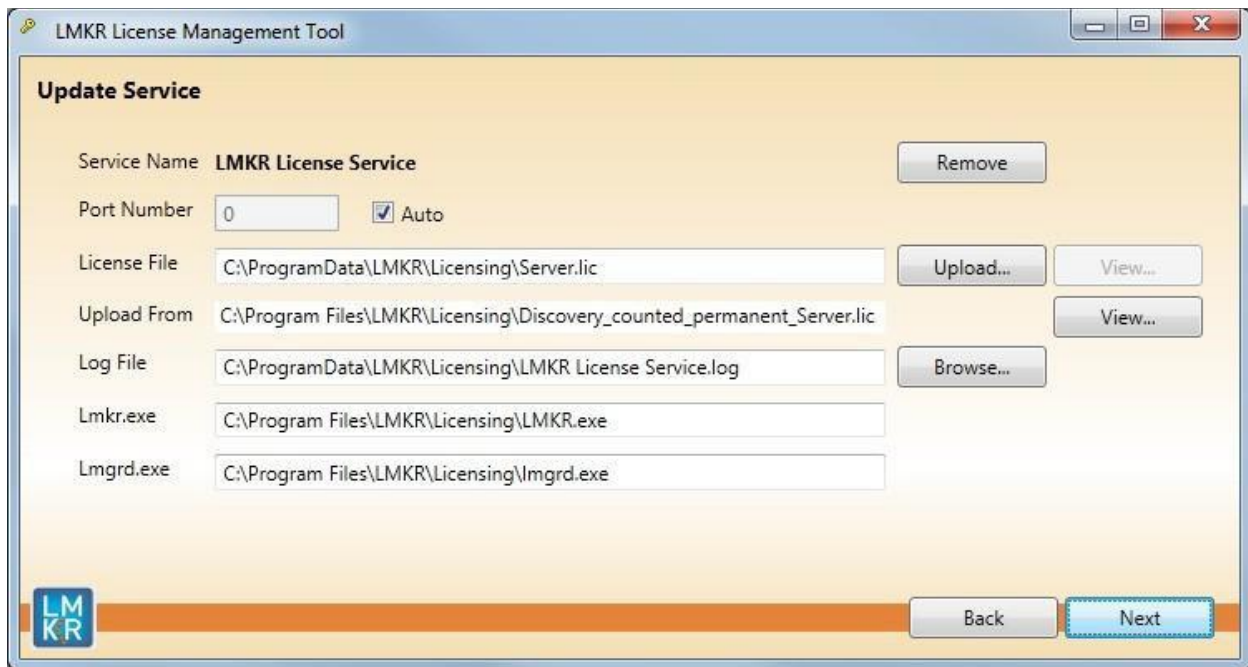 LMKR License Management Tool
Update Service
Service Name LMKR License Service Remove
Port Number 0 Auto
License File C:\ProgramData\LMKR\Licensing\Server.lic Upload... View...
Upload From C:\Program Files\LMKR\Licensing\Discovery_counted_permanent_Server.lic View...
Log File C:\ProgramData\LMKR\Licensing\LMKR License Service.log Browse...
Lmkr.exe C:\Program Files\LMKR\Licensing\LMKR.exe
Lmgrd.exe C:\Program Files\LMKR\Licensing\lmgrd.exe
LM
KR
Back Next